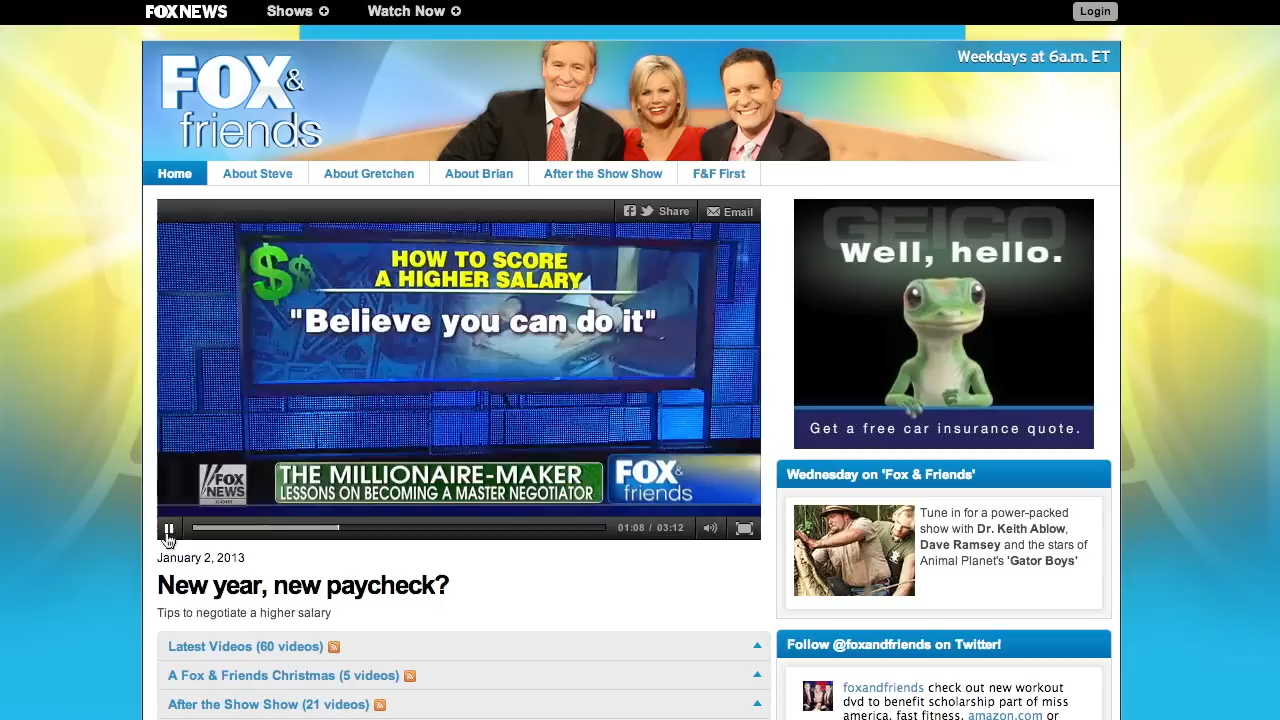 FOX NEWS
Shows
Watch Now
Login
FOX & friends
Weekdays at 6a.m. ET
Home
About Steve
About Gretchen
About Brian
After the Show Show
F&F First
Share
Email
$$
HOW TO SCORE
A HIGHER SALARY
"Believe you can do it"
FOX
NEWS
.com
THE MILLIONAIRE-MAKER
LESSONS ON BECOMING A MASTER NEGOTIATOR
FOX &
friends
01:08 / 03:12
January 2, 2013
New year, new paycheck?
Tips to negotiate a higher salary
Latest Videos (60 videos)
A Fox & Friends Christmas (5 videos)
After the Show Show (21 videos)
GEICO
Well, hello.
Get a free car insurance quote.
Wednesday on 'Fox & Friends'
Tune in for a power-packed
show with Dr. Keith Ablow,
Dave Ramsey and the stars of
Animal Planet's 'Gator Boys'
Follow @foxandfriends on Twitter!
foxandfriends check out new workout
dvd to benefit scholarship part of miss
america. fast fitness. amazon.com or